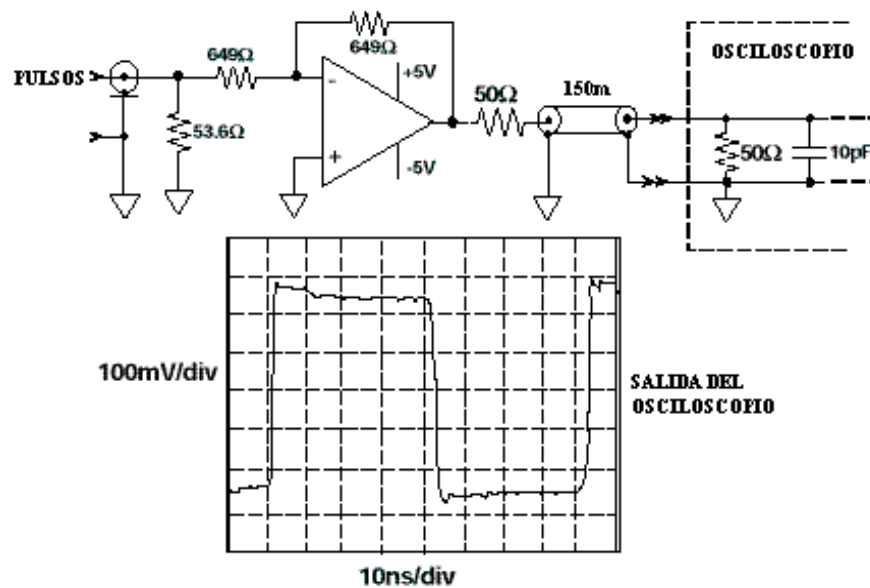 649Ω
649Ω
PULSOS
53.6Ω
-
+
+5V
-5V
50Ω
150m
OSCILOSCOPIO
50Ω
10pF
100mV/div
10ns/div
SALIDA DEL
OSCILOSCOPIO